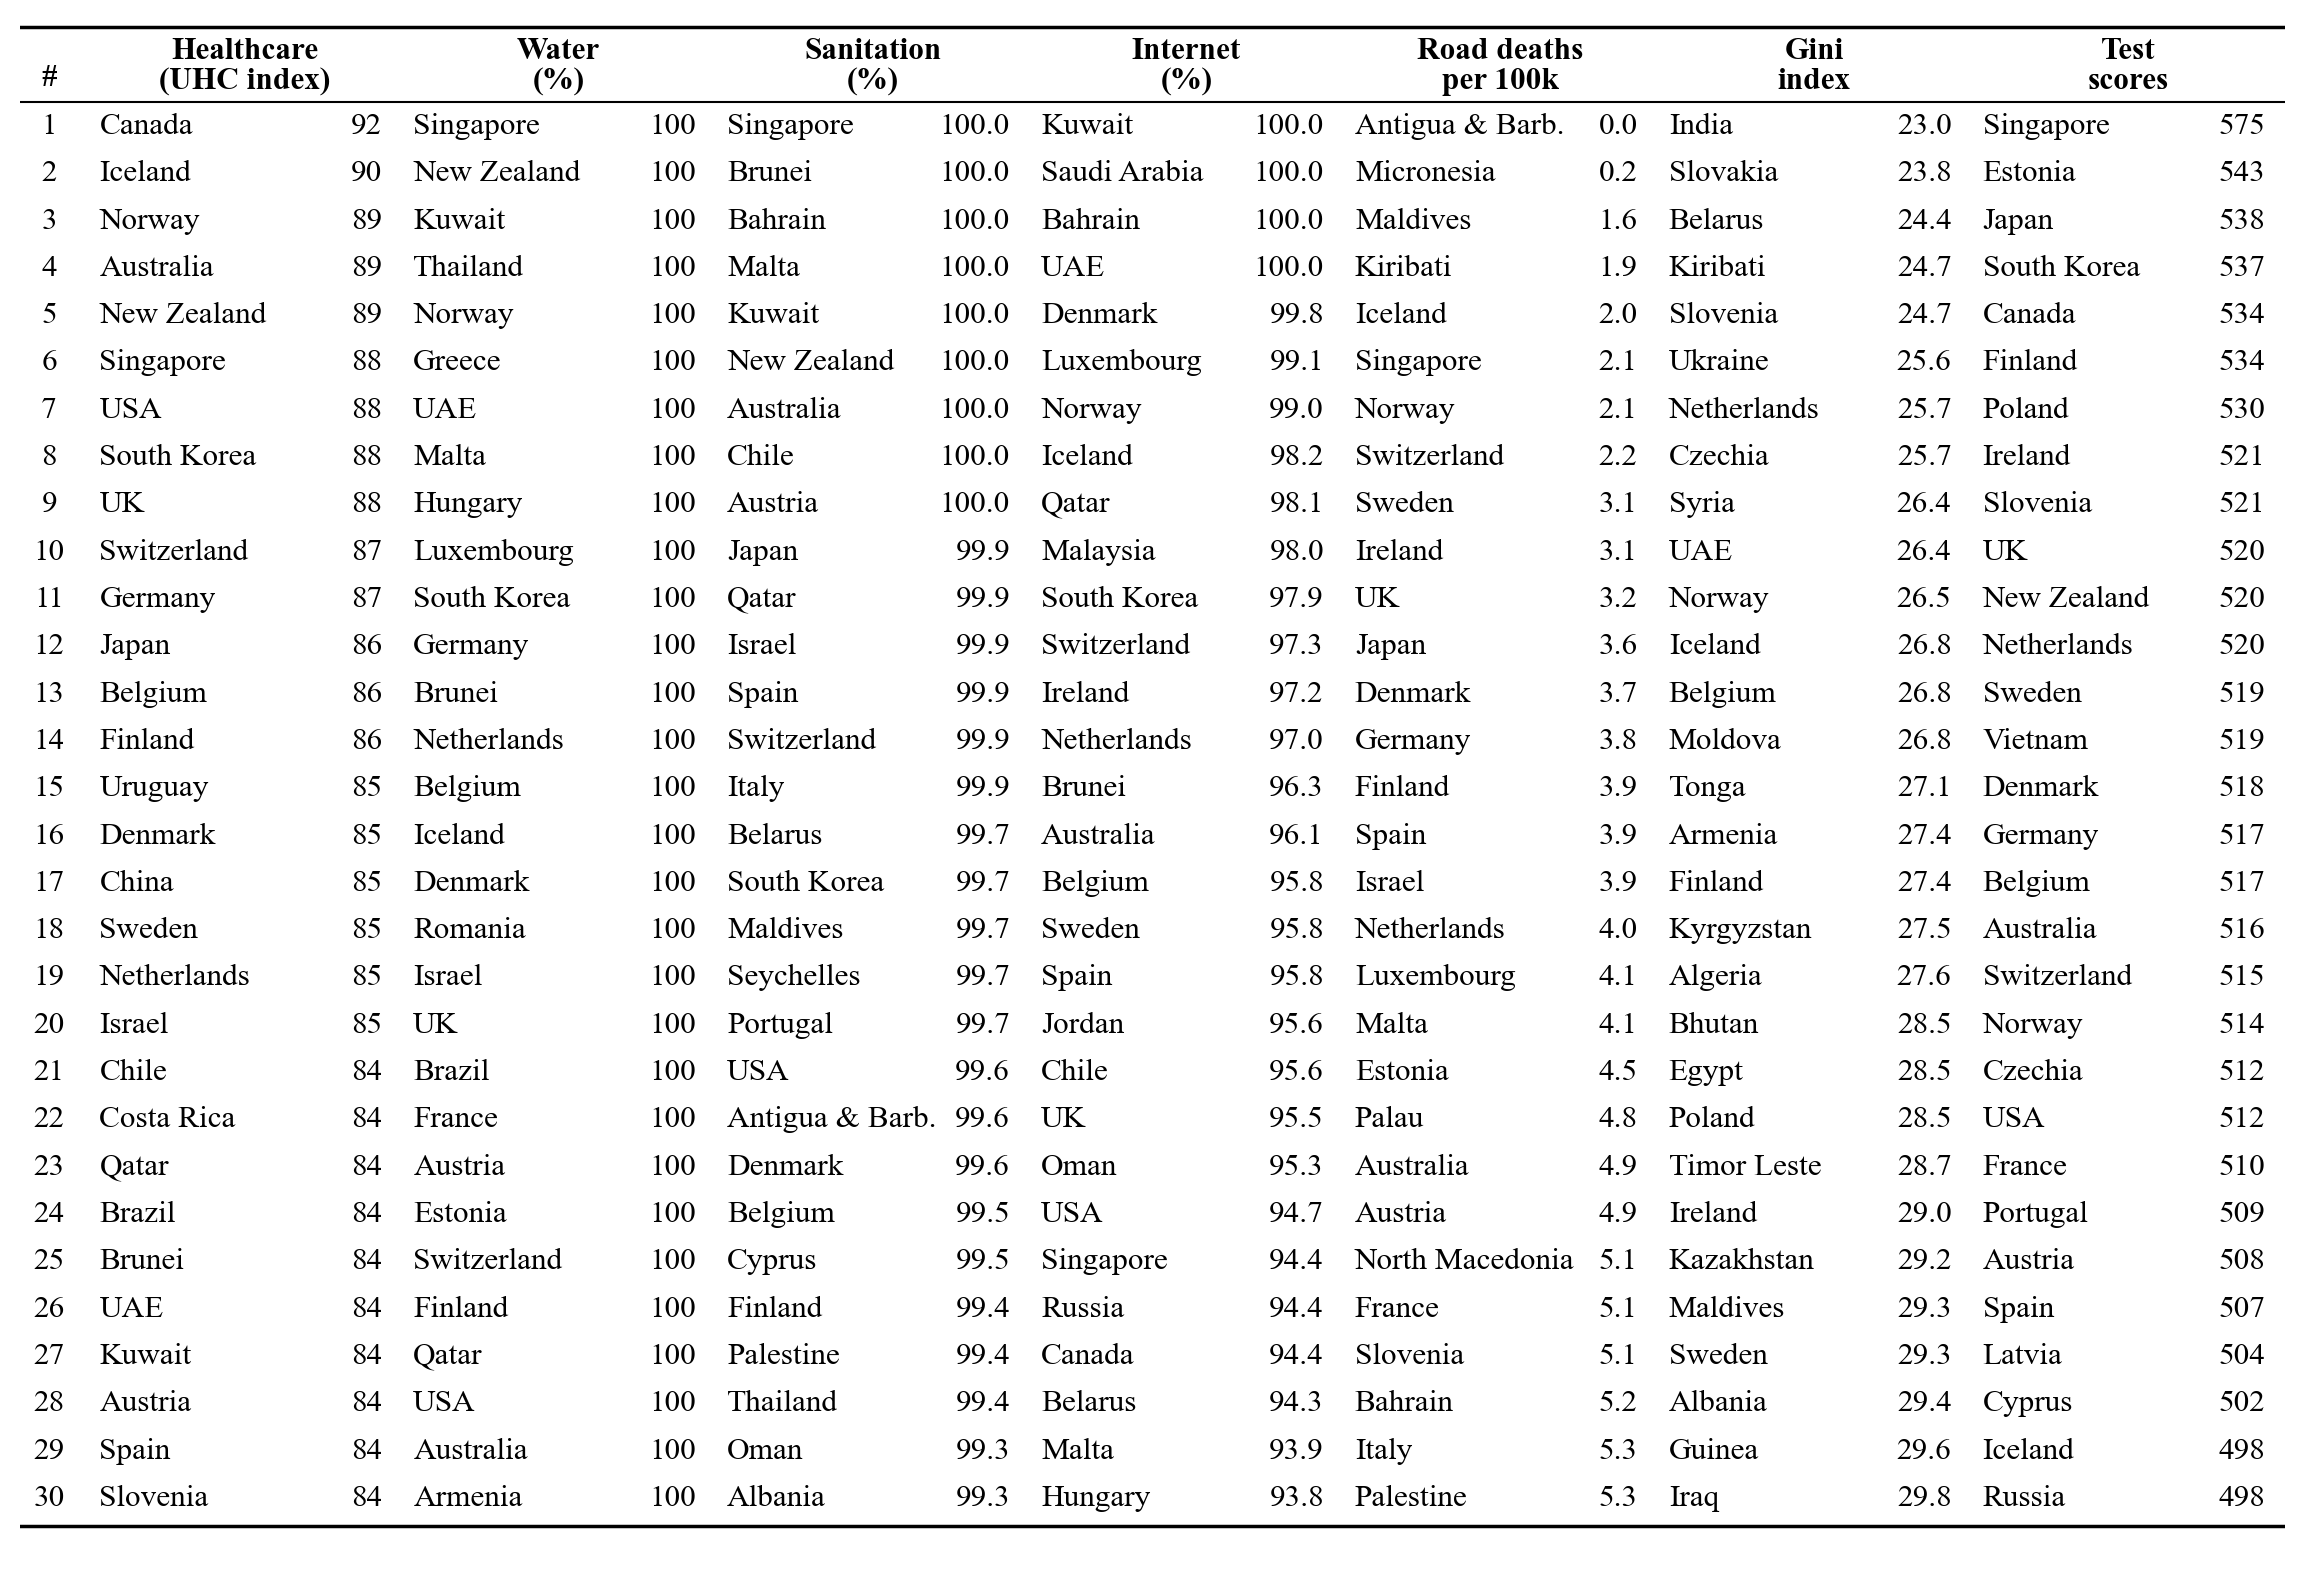 # Healthcare (UHC index) Water (%) Sanitation (%) Internet (%) Road deaths per 100k Gini index Test scores
1 Canada 92 Singapore 100 Singapore 100.0 Kuwait 100.0 Antigua & Barb. 0.0 India 23.0 Singapore 575
2 Iceland 90 New Zealand 100 Brunei 100.0 Saudi Arabia 100.0 Micronesia 0.2 Slovakia 23.8 Estonia 543
3 Norway 89 Kuwait 100 Bahrain 100.0 Bahrain 100.0 Maldives 1.6 Belarus 24.4 Japan 538
4 Australia 89 Thailand 100 Malta 100.0 UAE 100.0 Kiribati 1.9 Kiribati 24.7 South Korea 537
5 New Zealand 89 Norway 100 Kuwait 100.0 Denmark 99.8 Iceland 2.0 Slovenia 24.7 Canada 534
6 Singapore 88 Greece 100 New Zealand 100.0 Luxembourg 99.1 Singapore 2.1 Ukraine 25.6 Finland 534
7 USA 88 UAE 100 Australia 100.0 Norway 99.0 Norway 2.1 Netherlands 25.7 Poland 530
8 South Korea 88 Malta 100 Chile 100.0 Iceland 98.2 Switzerland 2.2 Czechia 25.7 Ireland 521
9 UK 88 Hungary 100 Austria 100.0 Qatar 98.1 Sweden 3.1 Syria 26.4 Slovenia 521
10 Switzerland 87 Luxembourg 100 Japan 99.9 Malaysia 98.0 Ireland 3.1 UAE 26.4 UK 520
11 Germany 87 South Korea 100 Qatar 99.9 South Korea 97.9 UK 3.2 Norway 26.5 New Zealand 520
12 Japan 86 Germany 100 Israel 99.9 Switzerland 97.3 Japan 3.6 Iceland 26.8 Netherlands 520
13 Belgium 86 Brunei 100 Spain 99.9 Ireland 97.2 Denmark 3.7 Belgium 26.8 Sweden 519
14 Finland 86 Netherlands 100 Switzerland 99.9 Netherlands 97.0 Germany 3.8 Moldova 26.8 Vietnam 519
15 Uruguay 85 Belgium 100 Italy 99.9 Brunei 96.3 Finland 3.9 Tonga 27.1 Denmark 518
16 Denmark 85 Iceland 100 Belarus 99.7 Australia 96.1 Spain 3.9 Armenia 27.4 Germany 517
17 China 85 Denmark 100 South Korea 99.7 Belgium 95.8 Israel 3.9 Finland 27.4 Belgium 517
18 Sweden 85 Romania 100 Maldives 99.7 Sweden 95.8 Netherlands 4.0 Kyrgyzstan 27.5 Australia 516
19 Netherlands 85 Israel 100 Seychelles 99.7 Spain 95.8 Luxembourg 4.1 Algeria 27.6 Switzerland 515
20 Israel 85 UK 100 Portugal 99.7 Jordan 95.6 Malta 4.1 Bhutan 28.5 Norway 514
21 Chile 84 Brazil 100 USA 99.6 Chile 95.6 Estonia 4.5 Egypt 28.5 Czechia 512
22 Costa Rica 84 France 100 Antigua & Barb. 99.6 UK 95.5 Palau 4.8 Poland 28.5 USA 512
23 Qatar 84 Austria 100 Denmark 99.6 Oman 95.3 Australia 4.9 Timor Leste 28.7 France 510
24 Brazil 84 Estonia 100 Belgium 99.5 USA 94.7 Austria 4.9 Ireland 29.0 Portugal 509
25 Brunei 84 Switzerland 100 Cyprus 99.5 Singapore 94.4 North Macedonia 5.1 Kazakhstan 29.2 Austria 508
26 UAE 84 Finland 100 Finland 99.4 Russia 94.4 France 5.1 Maldives 29.3 Spain 507
27 Kuwait 84 Qatar 100 Palestine 99.4 Canada 94.4 Slovenia 5.1 Sweden 29.3 Latvia 504
28 Austria 84 USA 100 Thailand 99.4 Belarus 94.3 Bahrain 5.2 Albania 29.4 Cyprus 502
29 Spain 84 Australia 100 Oman 99.3 Malta 93.9 Italy 5.3 Guinea 29.6 Iceland 498
30 Slovenia 84 Armenia 100 Albania 99.3 Hungary 93.8 Palestine 5.3 Iraq 29.8 Russia 498